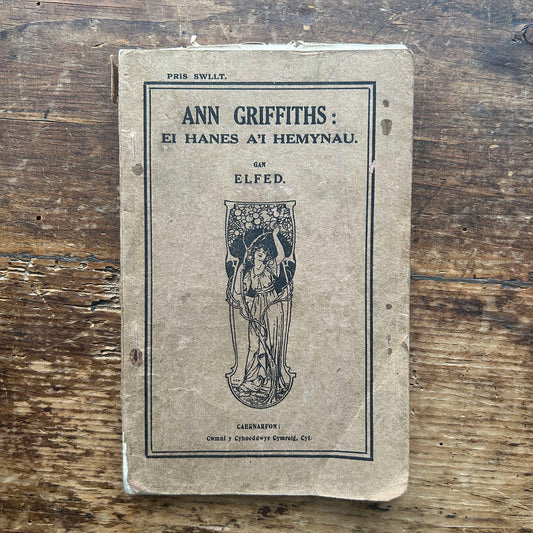 PRIS SWLLT.
ANN GRIFFITHS:
EI HANES A'I HEMYNAU.
GAN
ELFED.
CAERNARFON:
Cwmni y Cyhoeddwyr Cymreig, Cyf.